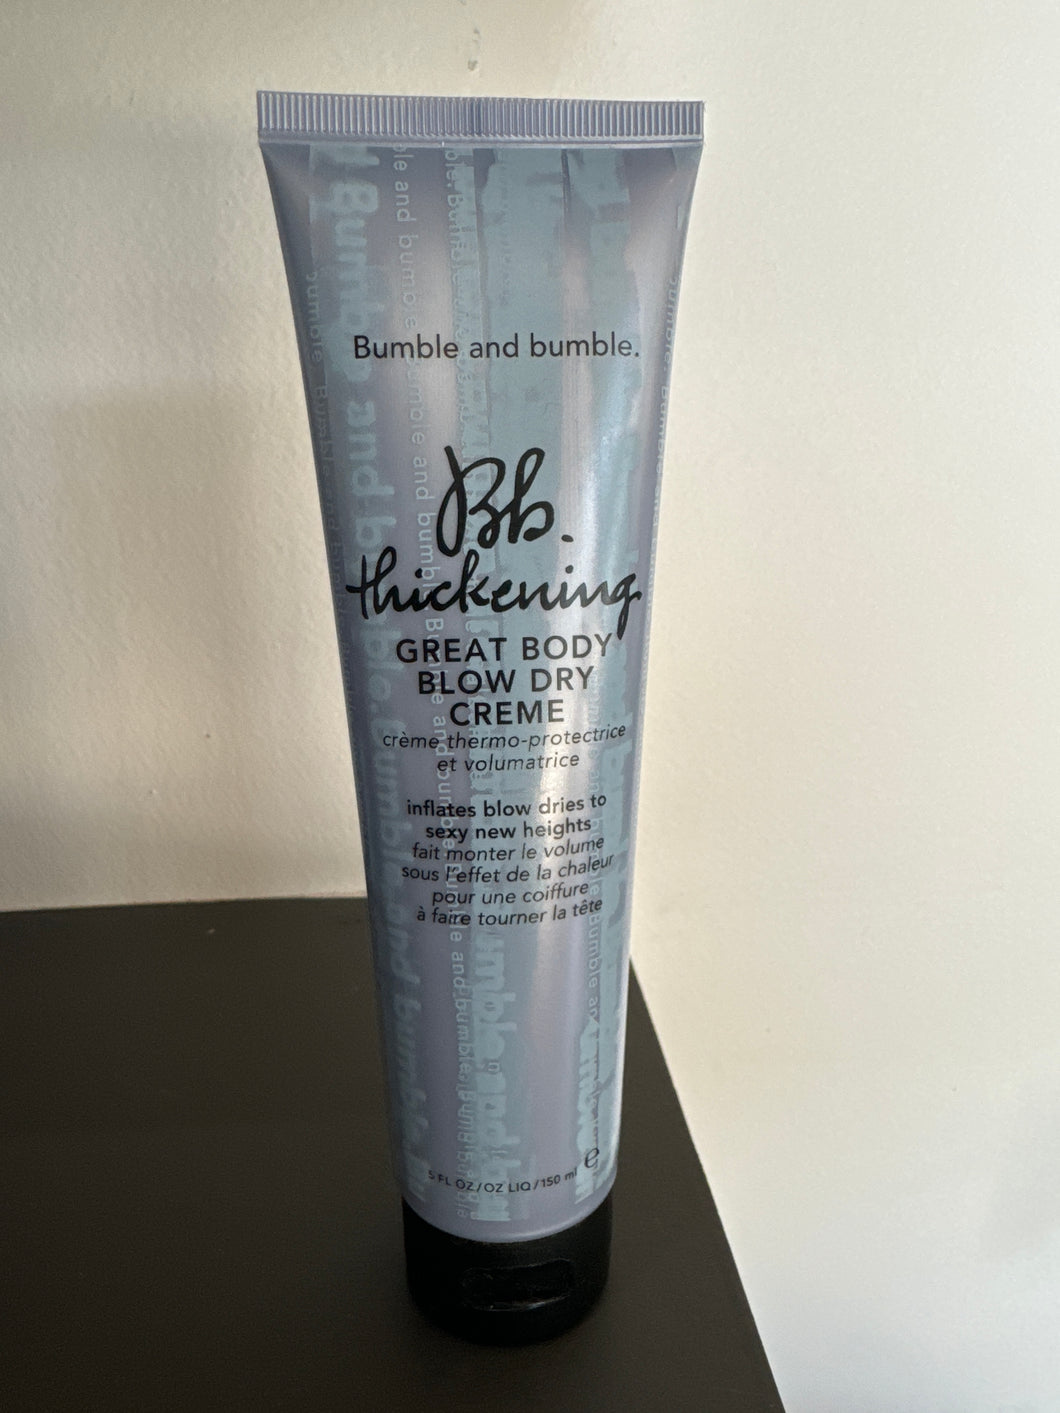 Bumble and bumble.
Bb.
thickening
GREAT BODY
BLOW DRY
CREME
crème thermo-protectrice
et volumatrice
inflates blow dries to
sexy new heights
fait monter le volume
sous l'effet de la chaleur
pour une coiffure
à faire tourner la tête
5 FL OZ/OZ LIQ/150 ml ℮